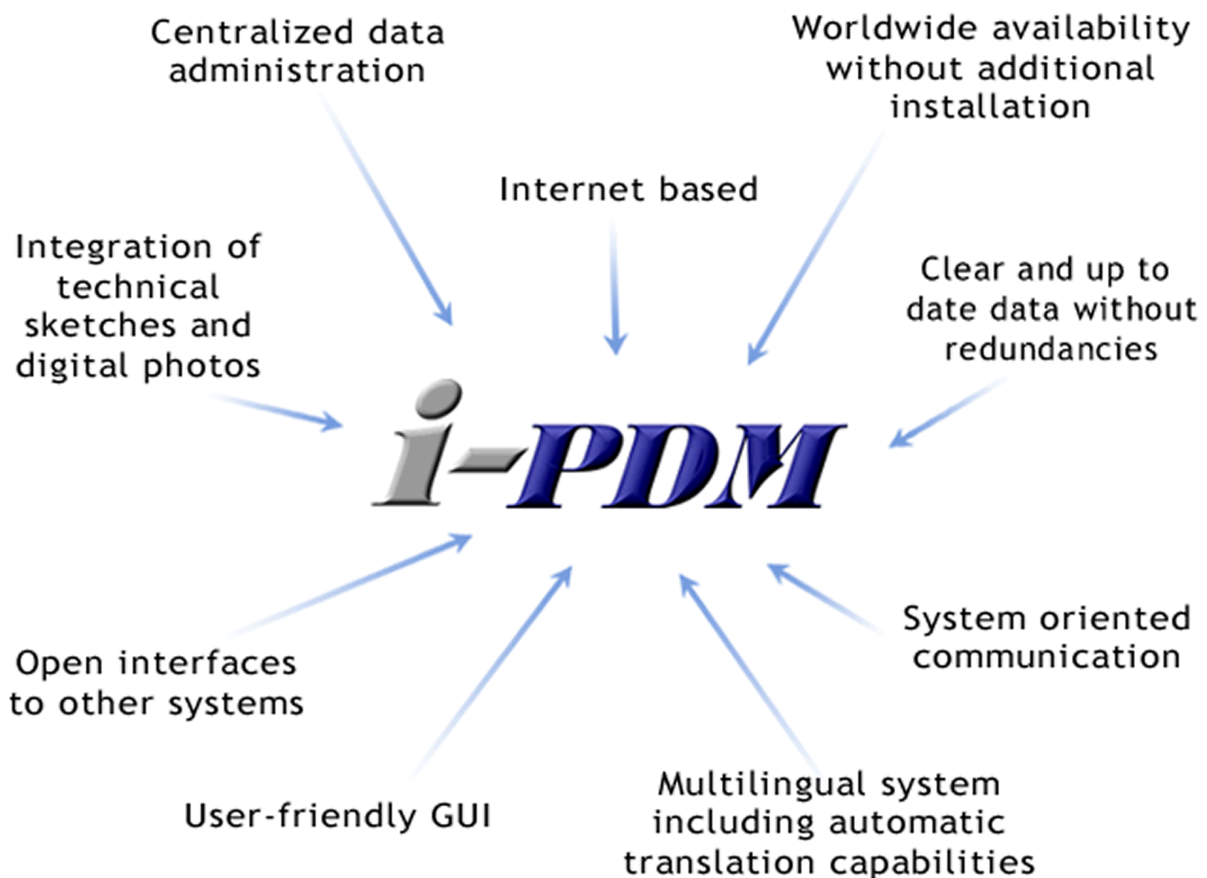 Centralized data
administration
Worldwide availability
without additional
installation
Internet based
Integration of
technical
sketches and
digital photos
Clear and up to
date data without
redundancies
i-PDM
Open interfaces
to other systems
System oriented
communication
User-friendly GUI
Multilingual system
including automatic
translation capabilities